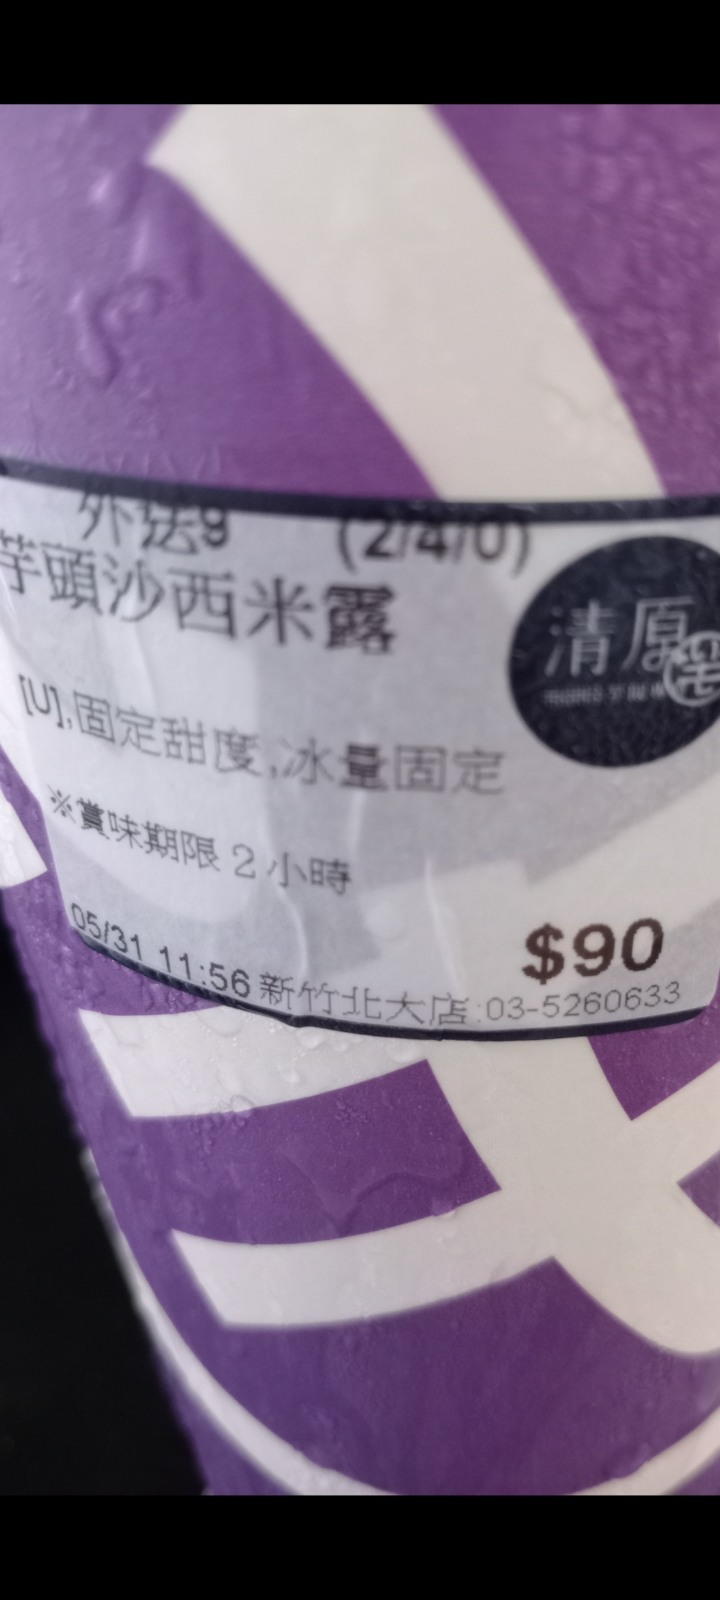 外送9 (2/4/0)
芋頭沙西米露
清原
[U],固定甜度,冰量固定
※賞味期限 2 小時
$90
05/31 11:56 新竹北大店:03-5260633